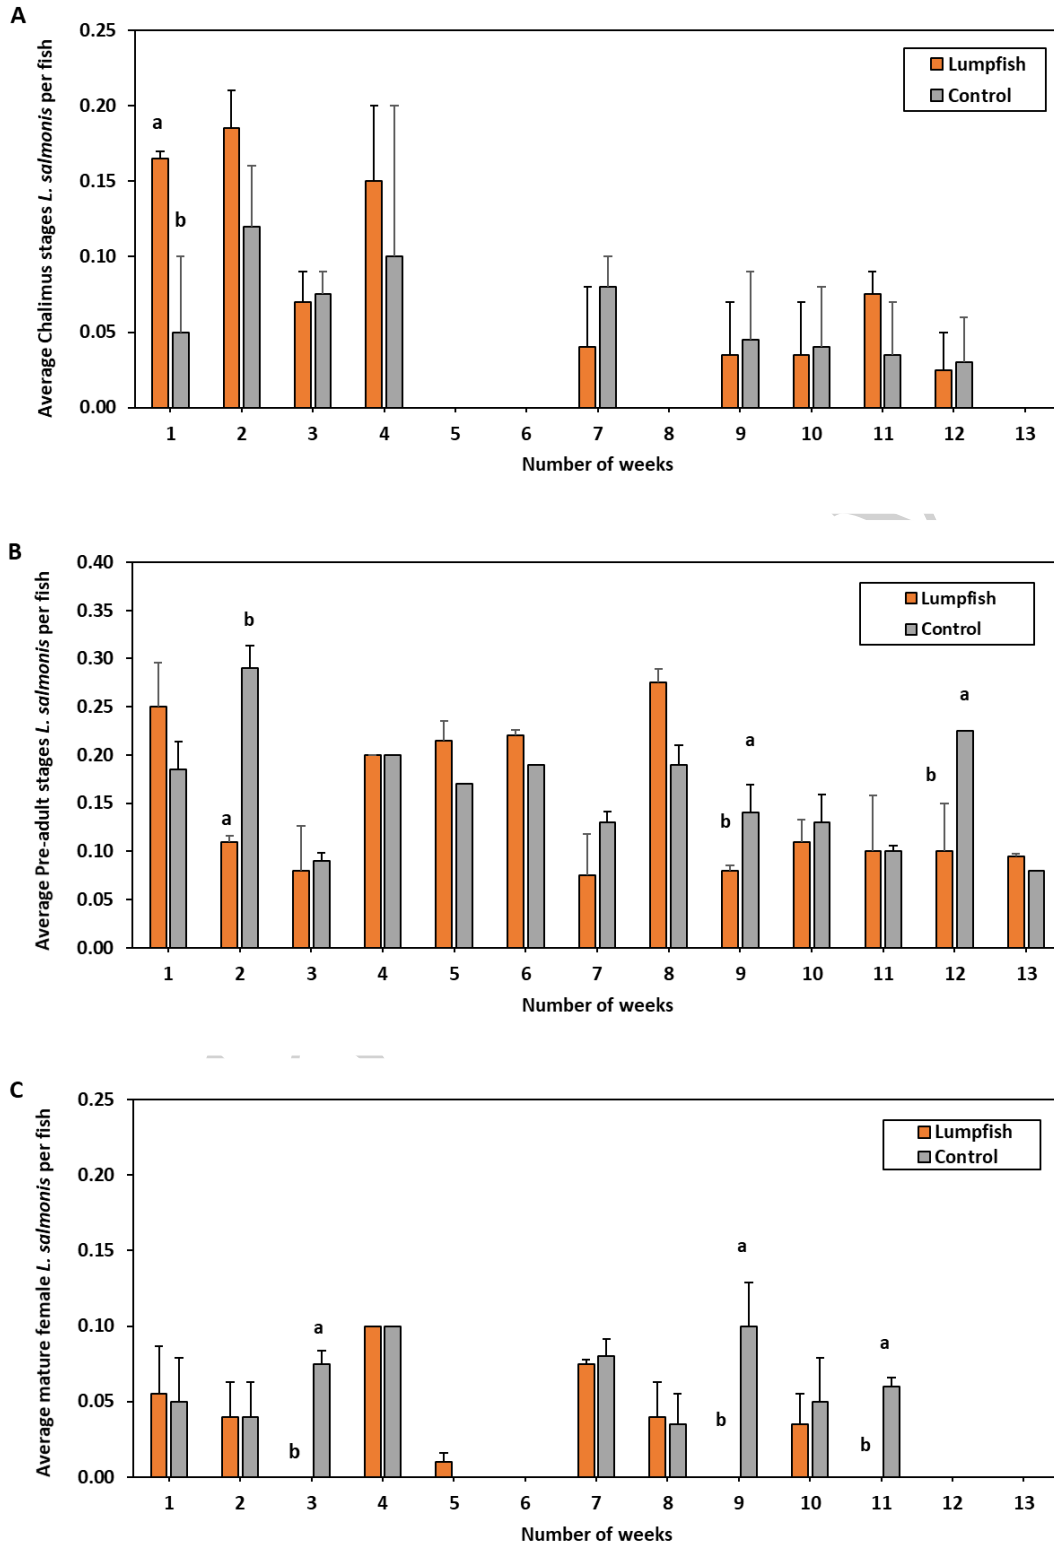 A
Average Chalimus stages L. salmonis per fish
0.25
0.20
0.15
0.10
0.05
0.00
Lumpfish
Control
a
b
1 2 3 4 5 6 7 8 9 10 11 12 13
Number of weeks
B
Average Pre-adult stages L. salmonis per fish
0.40
0.35
0.30
0.25
0.20
0.15
0.10
0.05
0.00
Lumpfish
Control
b
a
a
b
a
b
1 2 3 4 5 6 7 8 9 10 11 12 13
Number of weeks
C
Average mature female L. salmonis per fish
0.25
0.20
0.15
0.10
0.05
0.00
Lumpfish
Control
a
b
a
b
a
b
1 2 3 4 5 6 7 8 9 10 11 12 13
Number of weeks